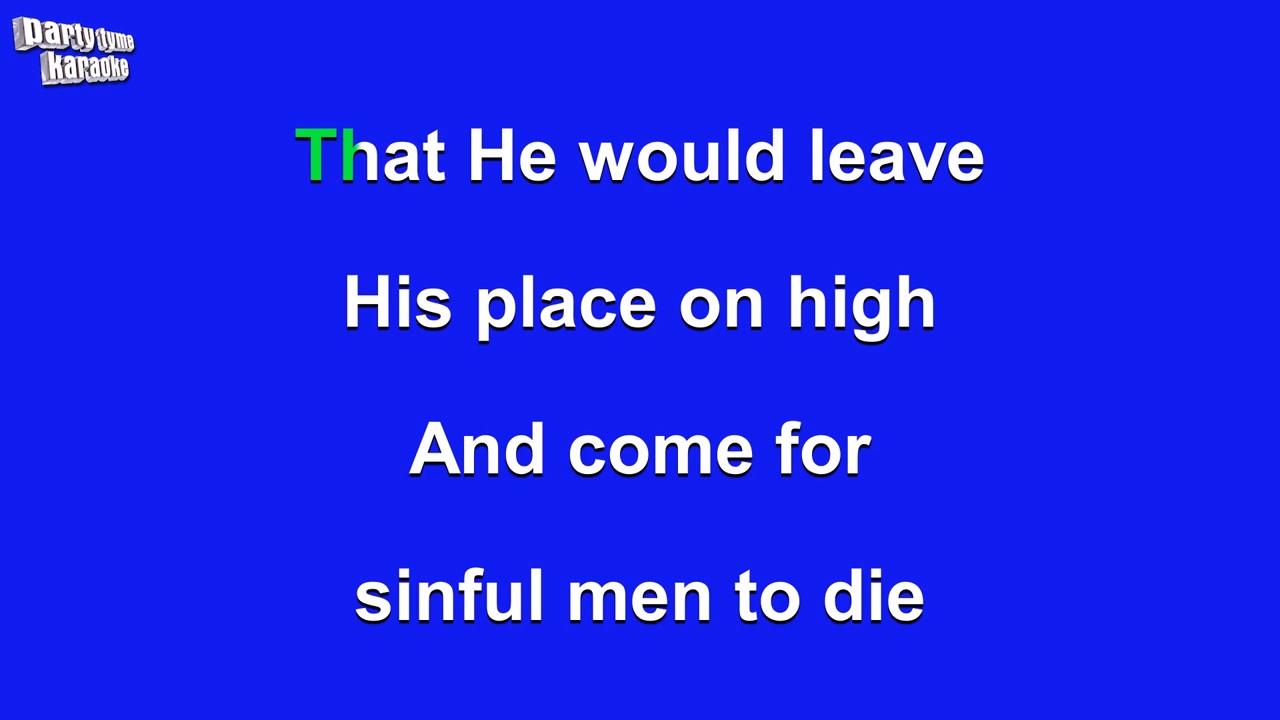 party tyme
karaoke
That He would leave
His place on high
And come for
sinful men to die